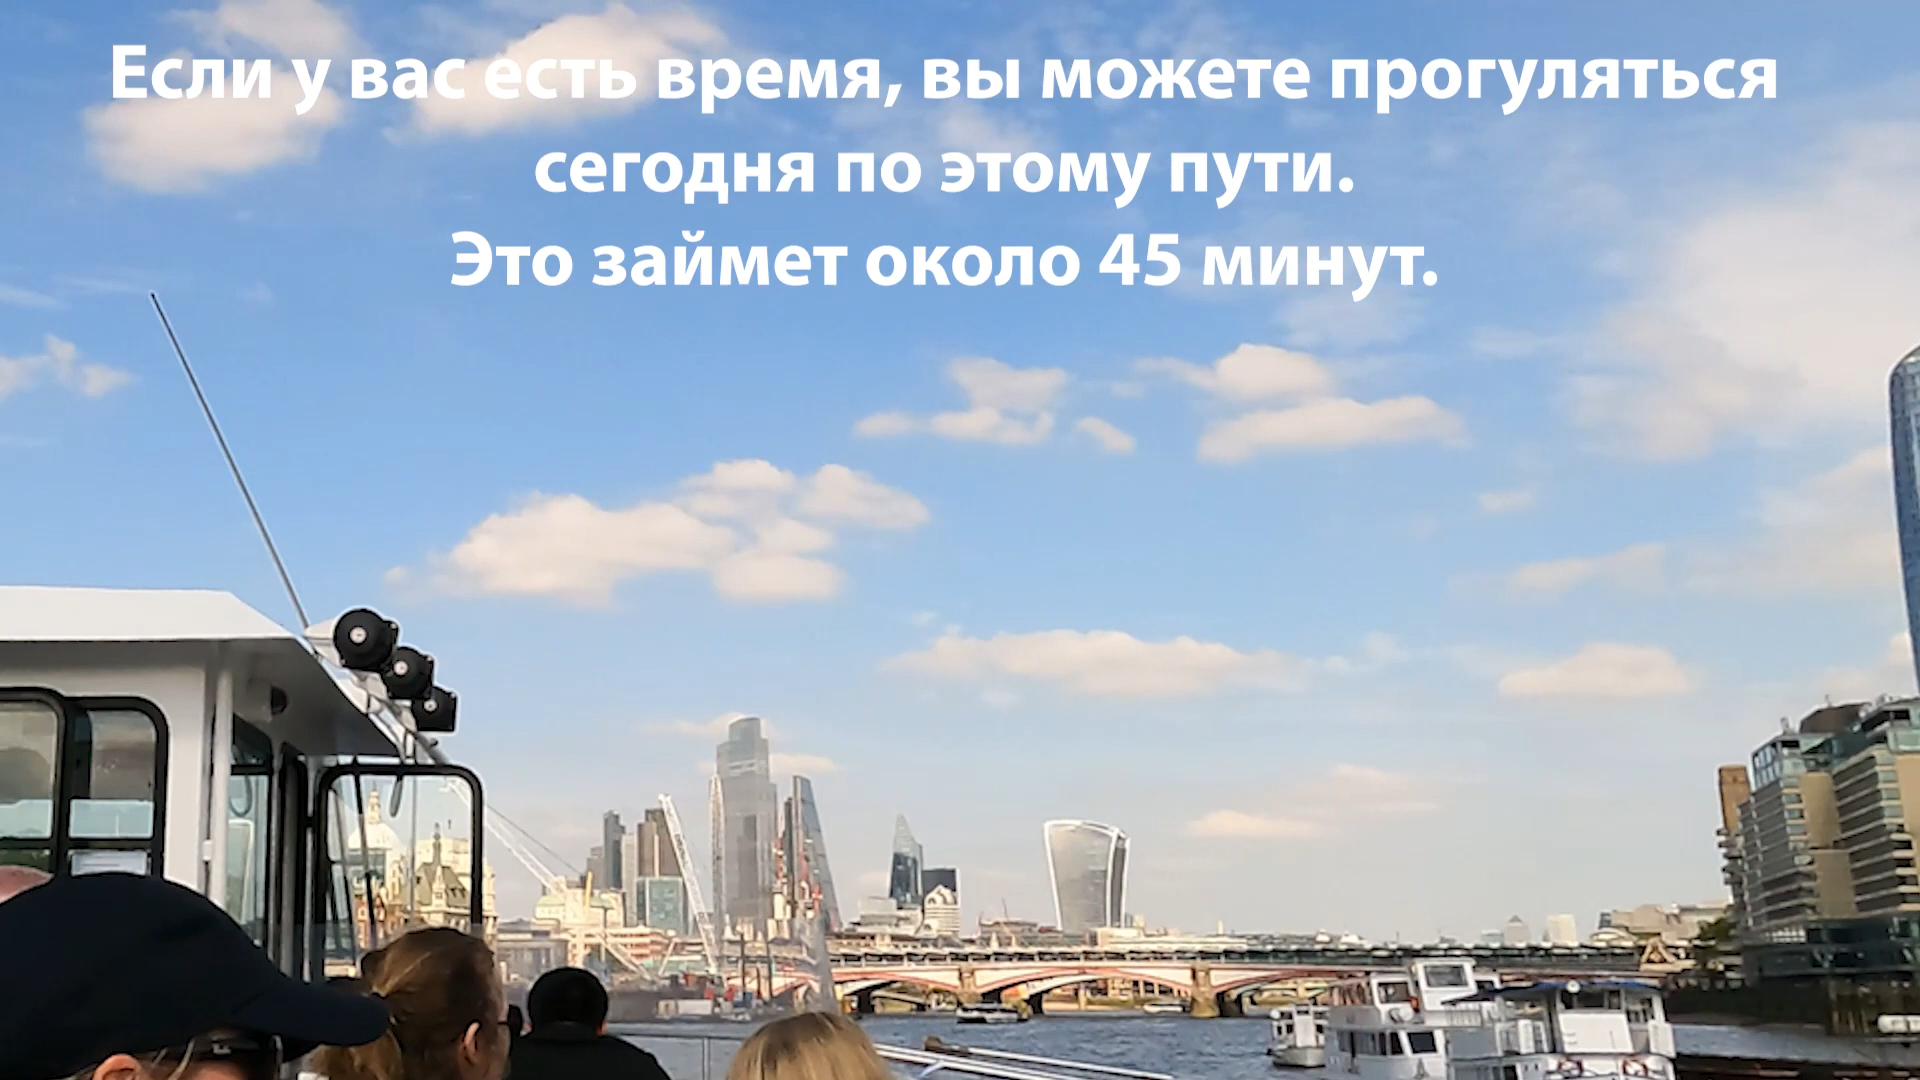 Если у вас есть время, вы можете прогуляться
сегодня по этому пути.
Это займет около 45 минут.